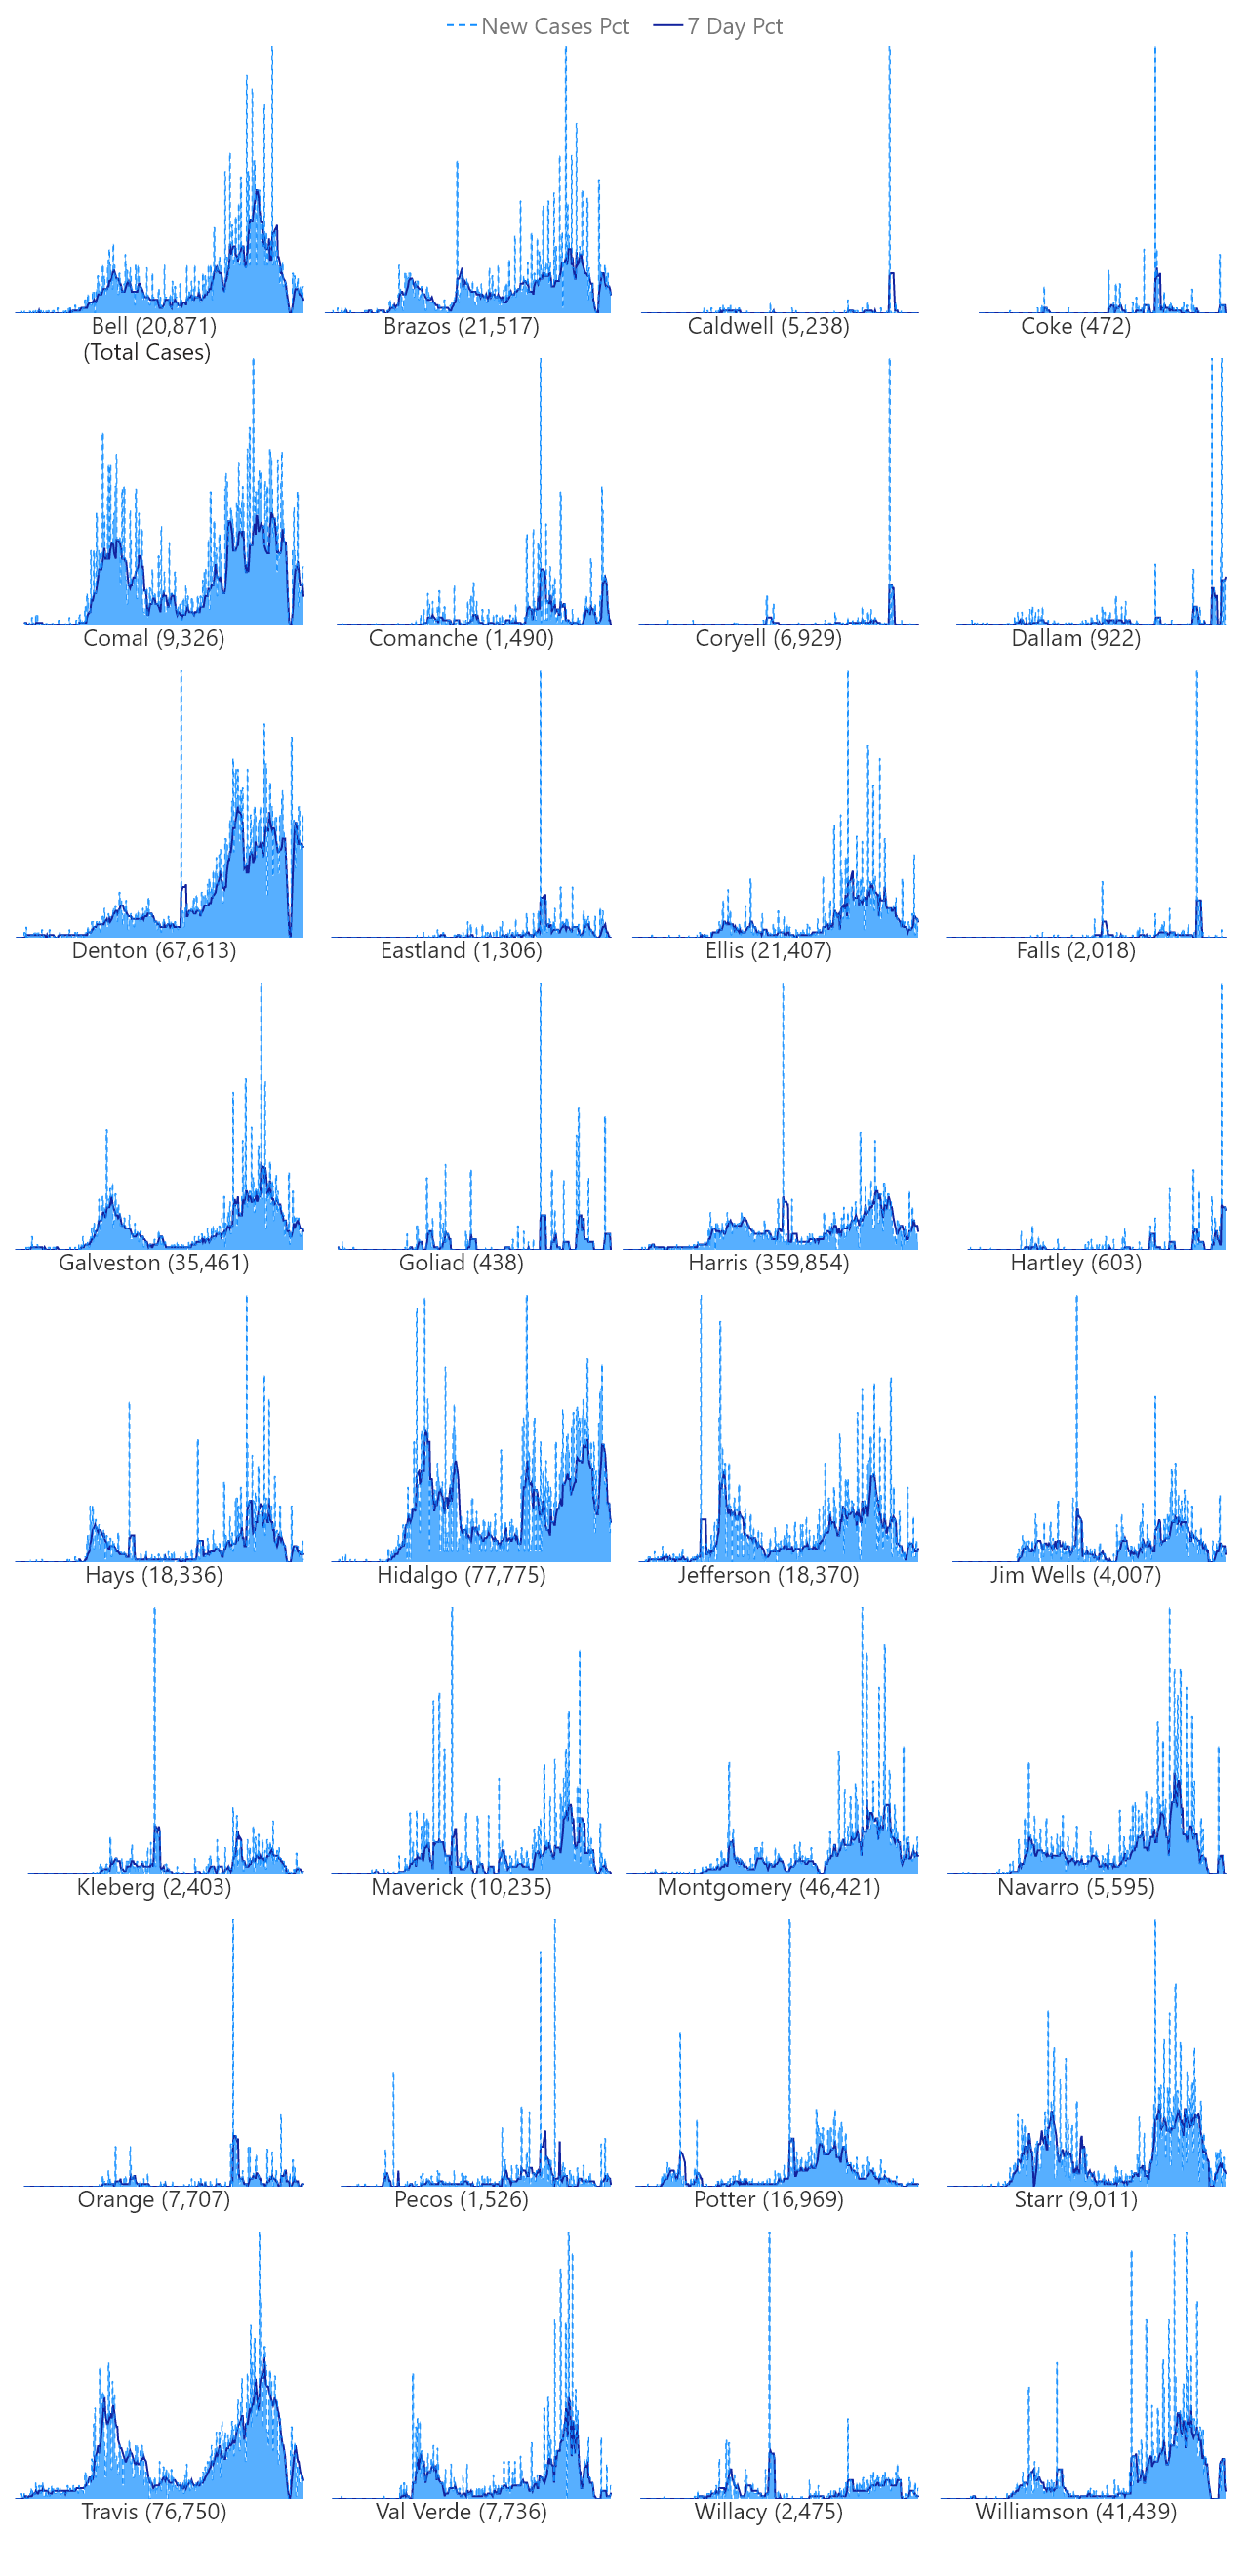 New Cases Pct 7 Day Pct
Bell (20,871) Brazos (21,517) Caldwell (5,238) Coke (472)
(Total Cases)
Comal (9,326) Comanche (1,490) Coryell (6,929) Dallam (922)
Denton (67,613) Eastland (1,306) Ellis (21,407) Falls (2,018)
Galveston (35,461) Goliad (438) Harris (359,854) Hartley (603)
Hays (18,336) Hidalgo (77,775) Jefferson (18,370) Jim Wells (4,007)
Kleberg (2,403) Maverick (10,235) Montgomery (46,421) Navarro (5,595)
Orange (7,707) Pecos (1,526) Potter (16,969) Starr (9,011)
Travis (76,750) Val Verde (7,736) Willacy (2,475) Williamson (41,439)